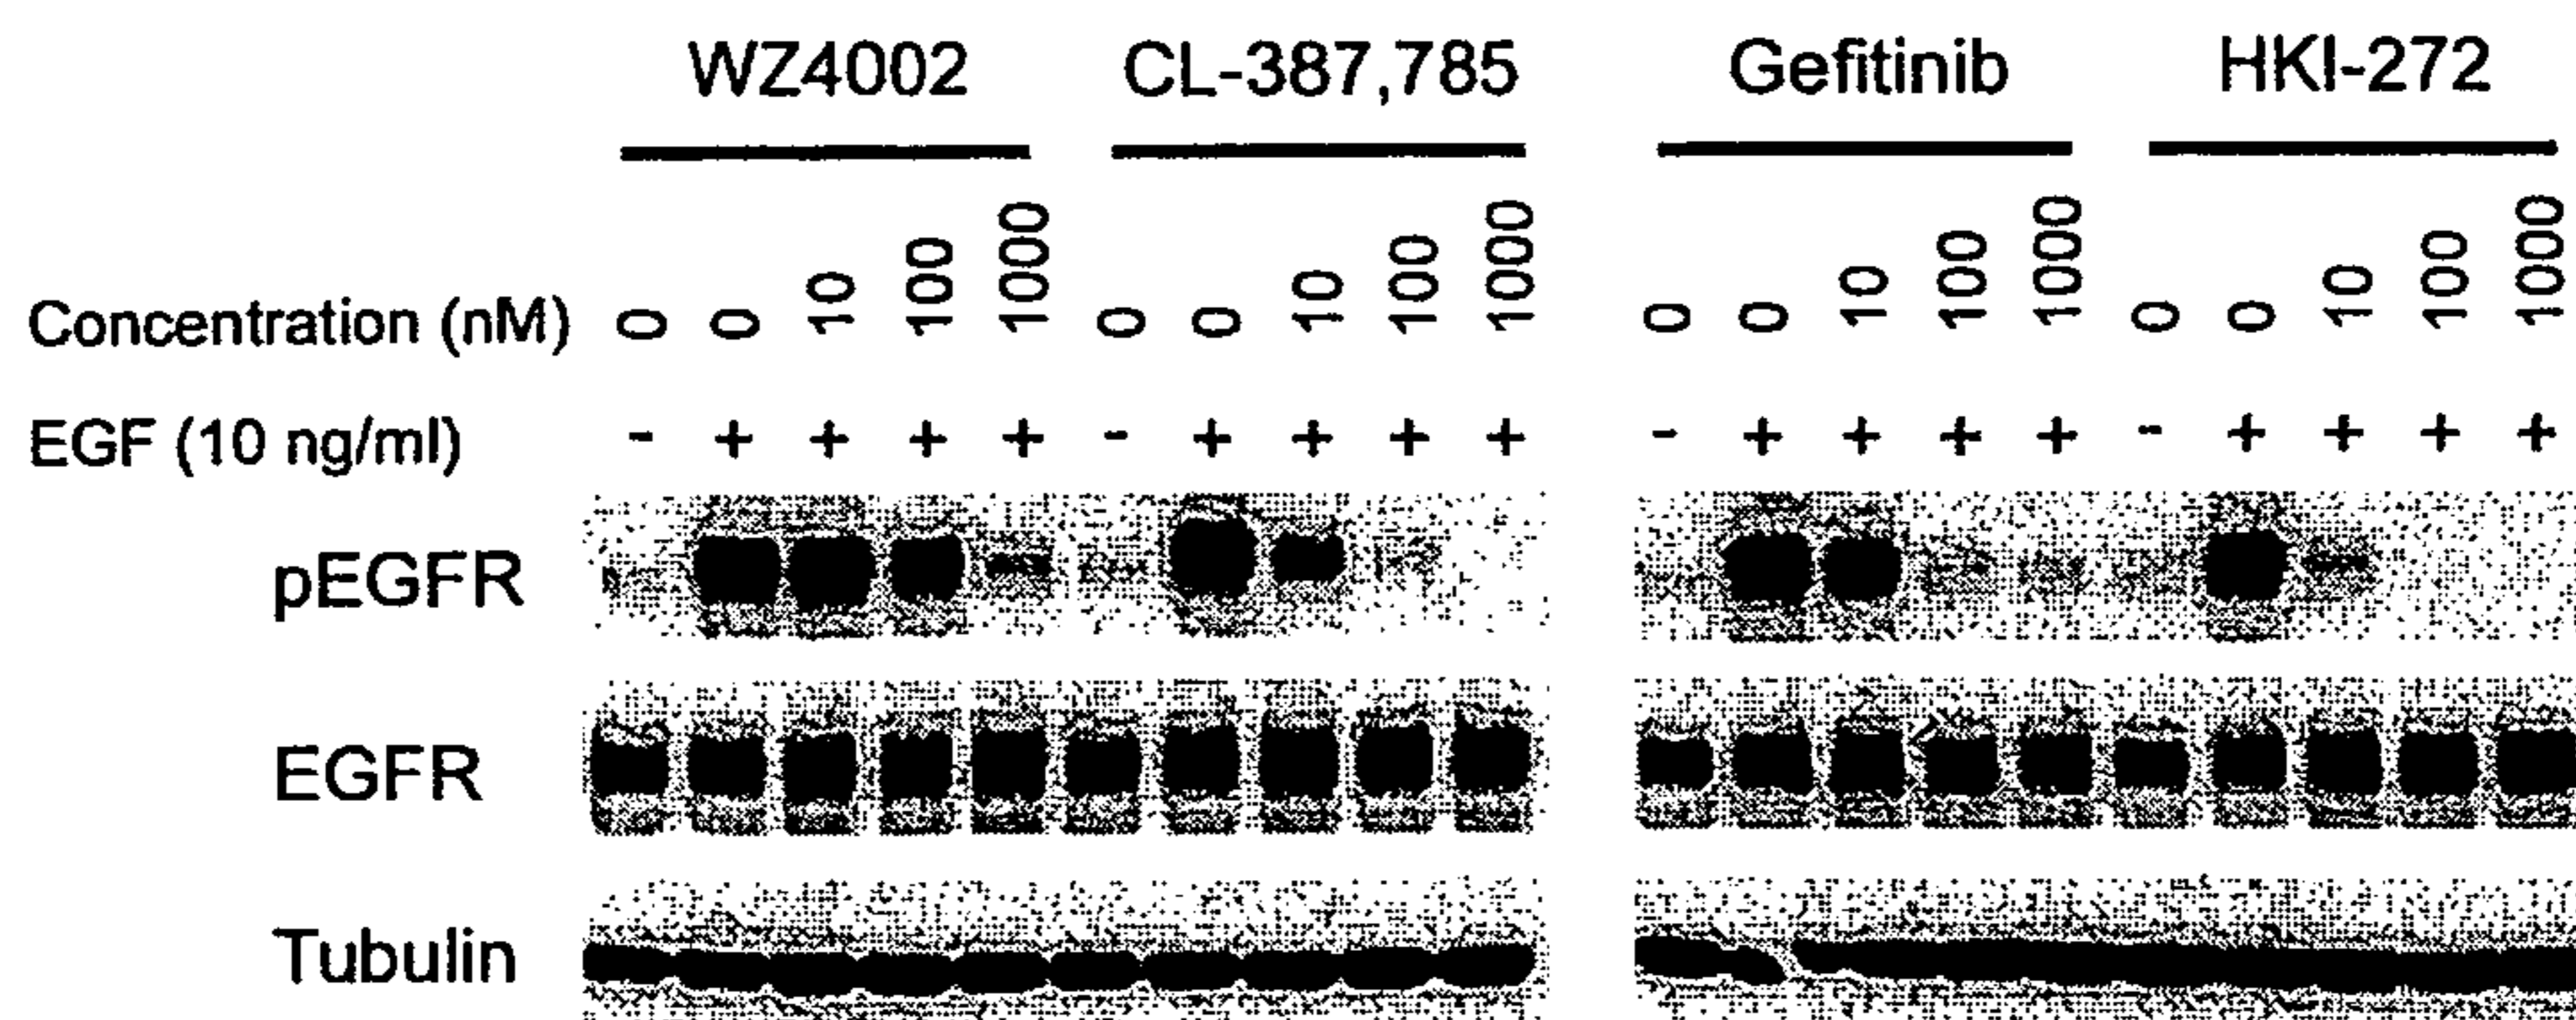 WZ4002 CL-387,785 Gefitinib HKI-272
Concentration (nM) 0 0 10 100 1000 0 0 10 100 1000 0 0 10 100 1000 0 0 10 100 1000
EGF (10 ng/ml) - + + + + - + + + + - + + + + - + + + +
pEGFR
EGFR
Tubulin